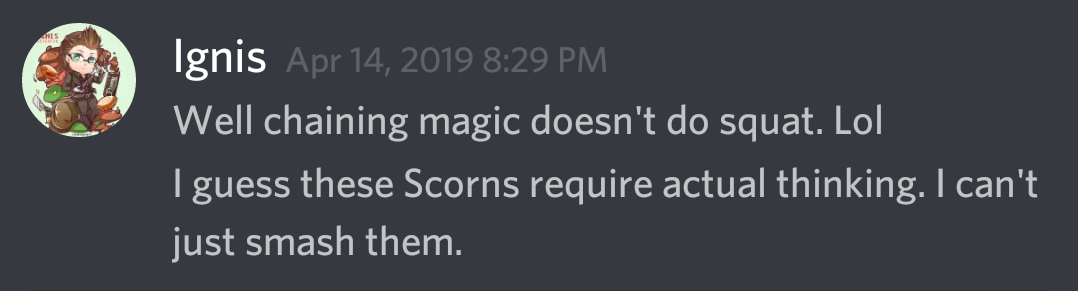 Ignis Apr 14, 2019 8:29 PM
Well chaining magic doesn't do squat. Lol
I guess these Scorns require actual thinking. I can't
just smash them.